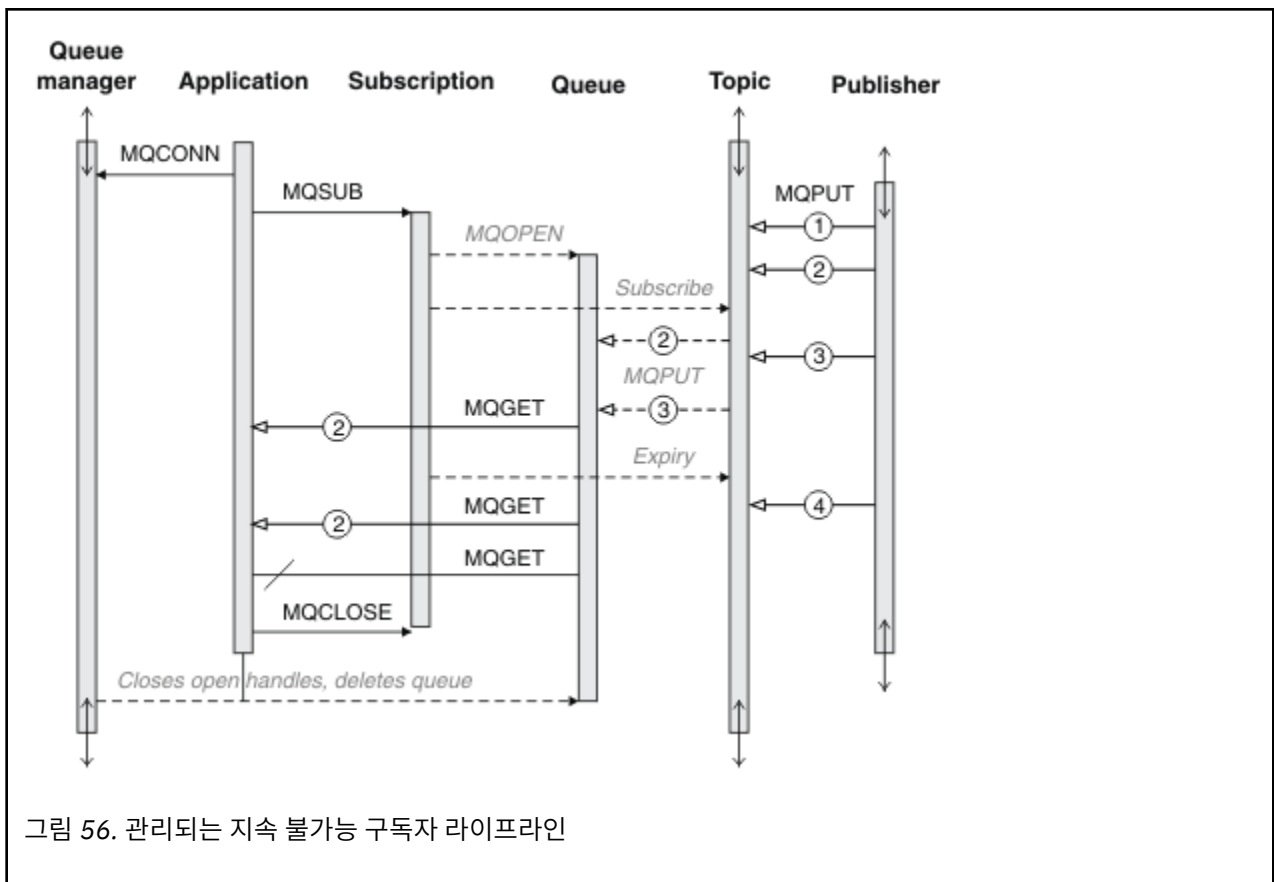 Queue
manager
Application
Subscription
Queue
Topic
Publisher
MQCONN
MQSUB
MQPUT
1
MQOPEN
2
Subscribe
2
3
MQPUT
MQGET
3
2
Expiry
MQGET
4
2
MQGET
MQCLOSE
Closes open handles, deletes queue
그림 56. 관리되는 지속 불가능 구독자 라이프라인